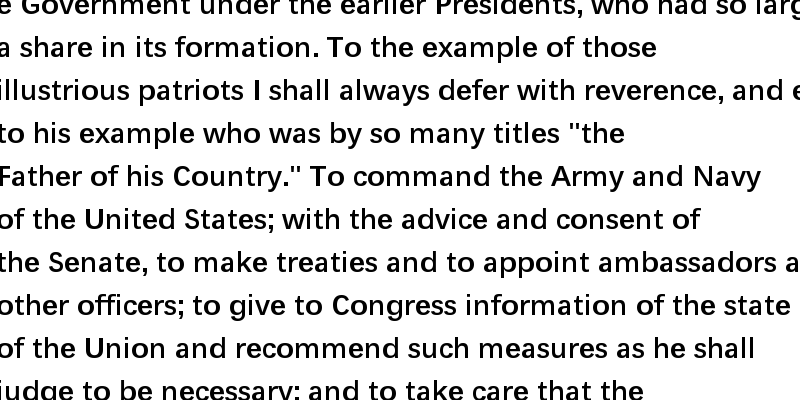 Government under the earlier Presidents, who had so
a share in its formation. To the example of those
illustrious patriots I shall always defer with reverence, and
to his example who was by so many titles "the
Father of his Country." To command the Army and Navy
of the United States; with the advice and consent of
the Senate, to make treaties and to appoint ambassadors
other officers; to give to Congress information of the state
of the Union and recommend such measures as he shall
judge to be necessary; and to take care that the